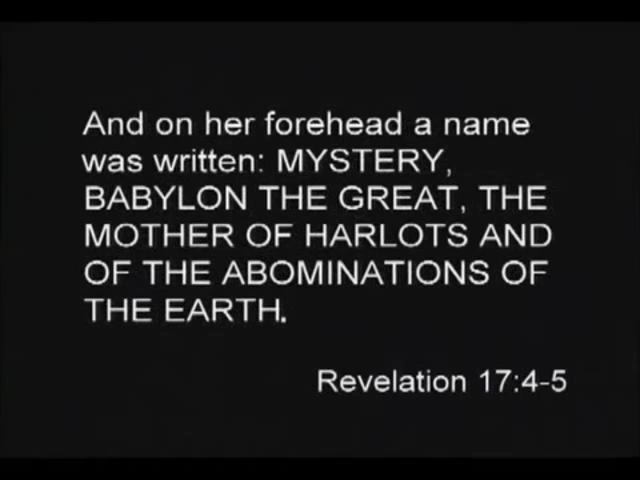 And on her forehead a name
was written: MYSTERY,
BABYLON THE GREAT, THE
MOTHER OF HARLOTS AND
OF THE ABOMINATIONS OF
THE EARTH.
Revelation 17:4-5